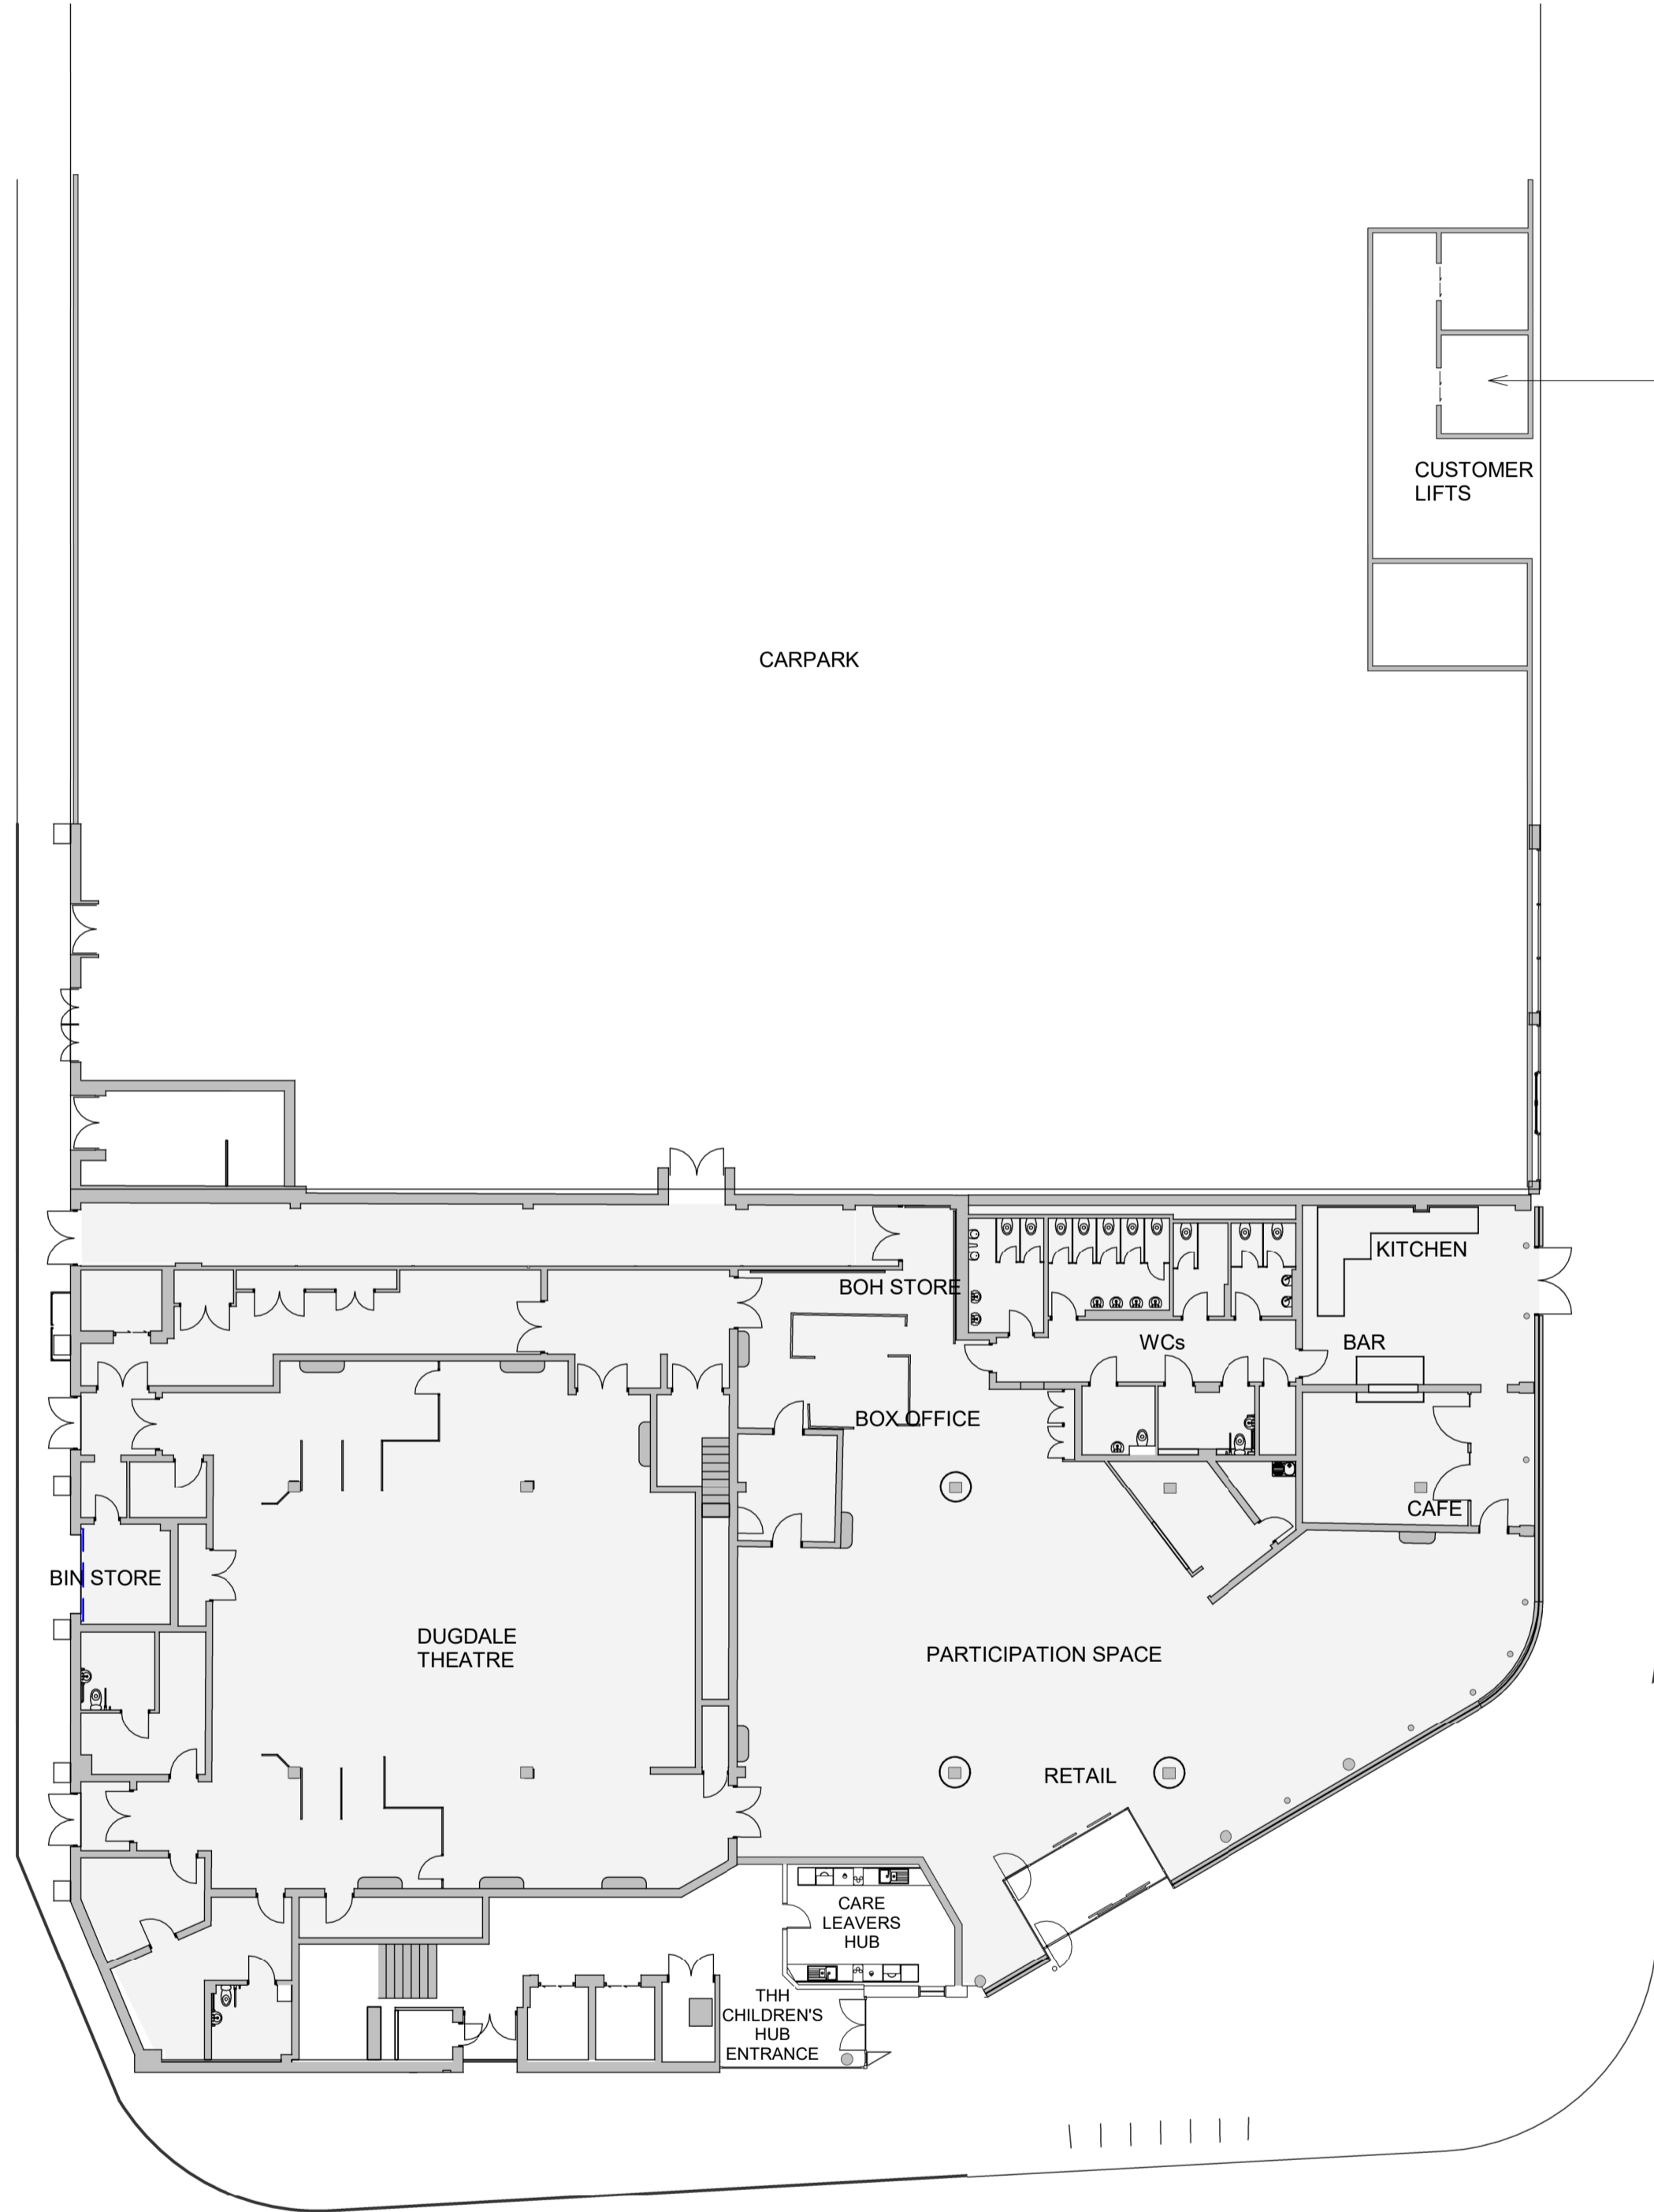 CUSTOMER
LIFTS
CARPARK
KITCHEN
BOH STORE
WCs
BAR
BOX OFFICE
CAFE
BIN STORE
DUGDALE
THEATRE
PARTICIPATION SPACE
RETAIL
CARE
LEAVERS
HUB
THH
CHILDREN'S
HUB
ENTRANCE